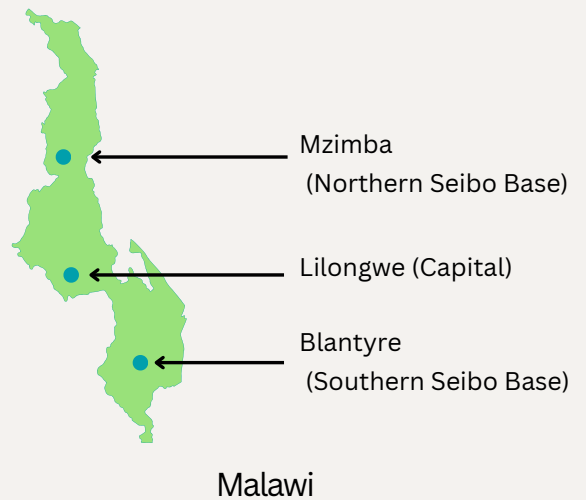 Mzimba
(Northern Seibo Base)
Lilongwe (Capital)
Blantyre
(Southern Seibo Base)
Malawi